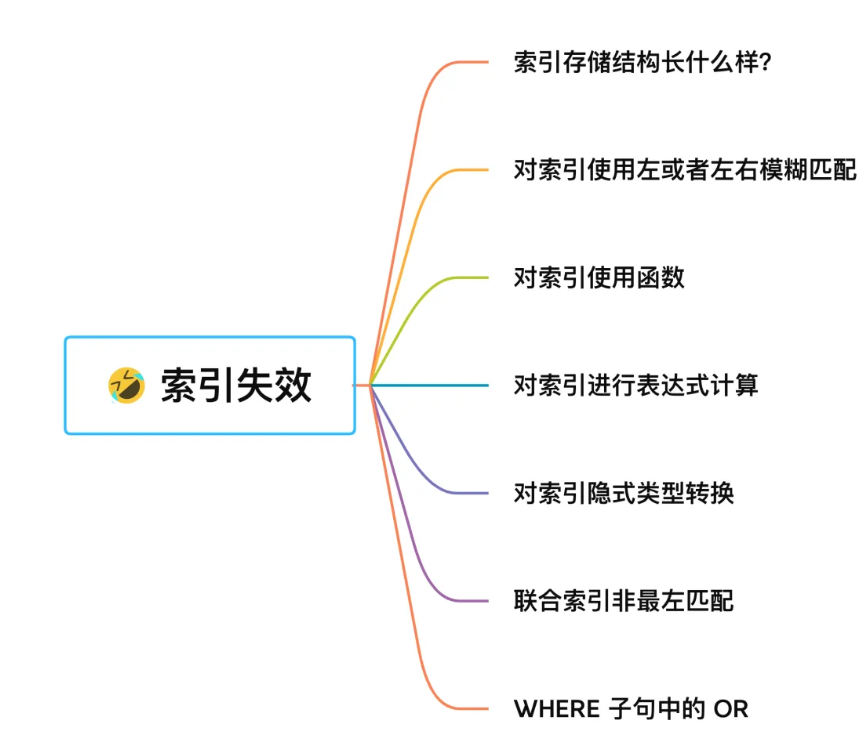 索引存储结构长什么样?
对索引使用左或者左右模糊匹配
对索引使用函数
索引失效
对索引进行表达式计算
对索引隐式类型转换
联合索引非最左匹配
WHERE 子句中的 OR